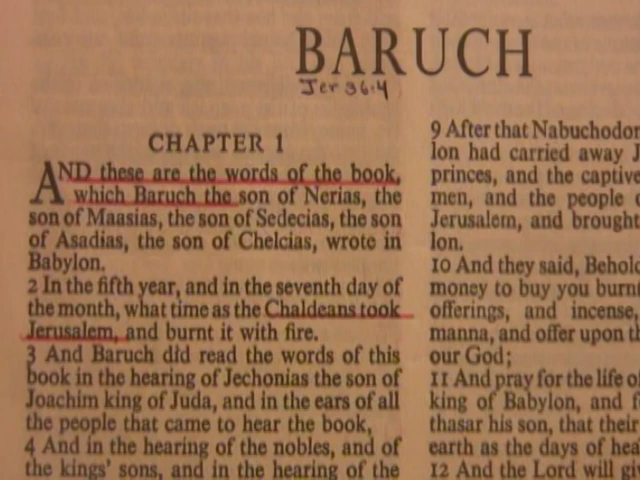 BARUCH
Jer 36:4
CHAPTER 1
AND these are the words of the book,
which Baruch the son of Nerias, the
son of Maasias, the son of Sedecias, the son
of Asadias, the son of Chelcias, wrote in
Babylon.
2 In the fifth year, and in the seventh day of
the month, what time as the Chaldeans took
Jerusalem, and burnt it with fire.
3 And Baruch did read the words of this
book in the hearing of Jechonias the son of
Joachim king of Juda, and in the ears of all
the people that came to hear the book,
4 And in the hearing of the nobles, and of
the kings' sons, and in the hearing of the
9 After that Nabuchodon
lon had carried away J
princes, and the captive
men, and the people o
Jerusalem, and brought
lon.
10 And they said, Behol
money to buy you burnt
offerings, and incense,
manna, and offer upon th
our God;
11 And pray for the life of
king of Babylon, and f
thasar his son, that their
earth as the days of hea
12 And the Lord will gi